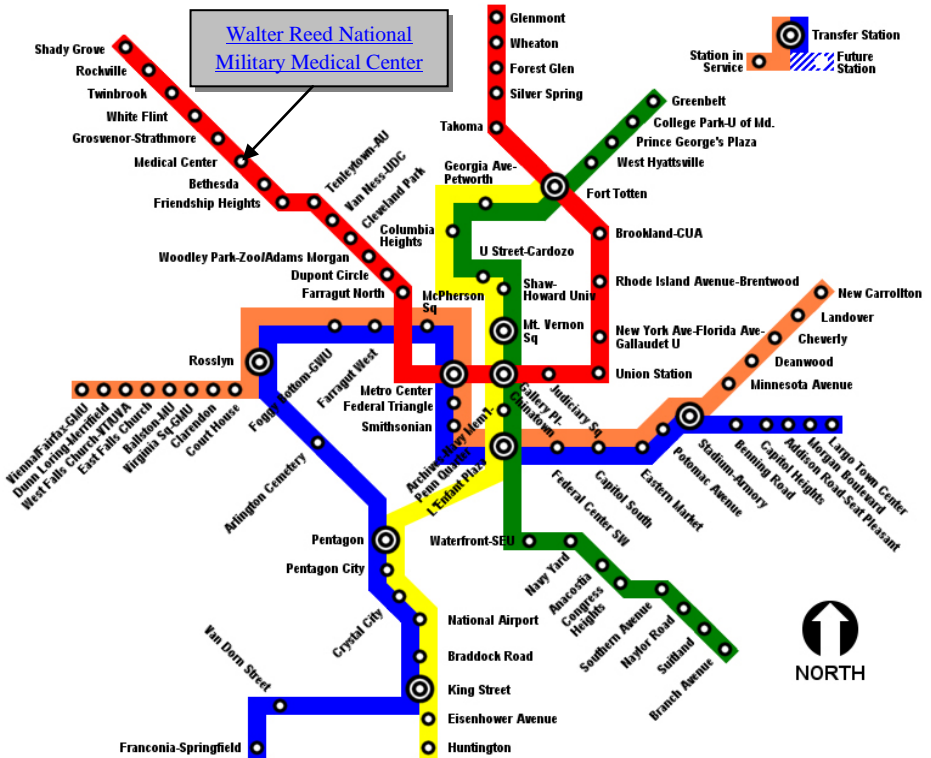 Walter Reed National
Military Medical Center
Transfer Station
Station in
Service
Future
Station
Shady Grove
Rockville
Twinbrook
White Flint
Grosvenor-Strathmore
Medical Center
Bethesda
Friendship Heights
Tenleytown-AU
Van Ness-UDC
Cleveland Park
Woodley Park-Zoo/Adams Morgan
Dupont Circle
Farragut North
Glenmont
Wheaton
Forest Glen
Silver Spring
Takoma
Greenbelt
College Park-U of Md.
Prince George's Plaza
West Hyattsville
Georgia Ave-
Petworth
Fort Totten
Columbia
Heights
Brookland-CUA
U Street-Cardozo
Shaw-
Howard Univ
Rhode Island Avenue-Brentwood
McPherson
Sq
Mt. Vernon
Sq
New York Ave-Florida Ave-
Gallaudet U
New Carrollton
Landover
Cheverly
Deanwood
Minnesota Avenue
Rosslyn
Foggy Bottom-GWU
Farragut West
Metro Center
Federal Triangle
Smithsonian
Gallery Pl-
Chinatown
Judiciary Sq
Union Station
Vienna/Fairfax-GMU
Dunn Loring-Merrifield
West Falls Church-VT/UVA
East Falls Church
Ballston-MU
Virginia Sq-GMU
Clarendon
Court House
Archives-Navy Mem'l-
Penn Quarter
L'Enfant Plaza
Federal Center SW
Capitol South
Eastern Market
Potomac Avenue
Stadium-Armory
Benning Road
Capitol Heights
Addison Road-Seat Pleasant
Morgan Boulevard
Largo Town Center
Arlington Cemetery
Pentagon
Pentagon City
Crystal City
National Airport
Braddock Road
King Street
Eisenhower Avenue
Huntington
Van Dorn Street
Franconia-Springfield
Waterfront-SEU
Navy Yard
Anacostia
Congress
Heights
Southern Avenue
Naylor Road
Suitland
Branch Avenue
NORTH